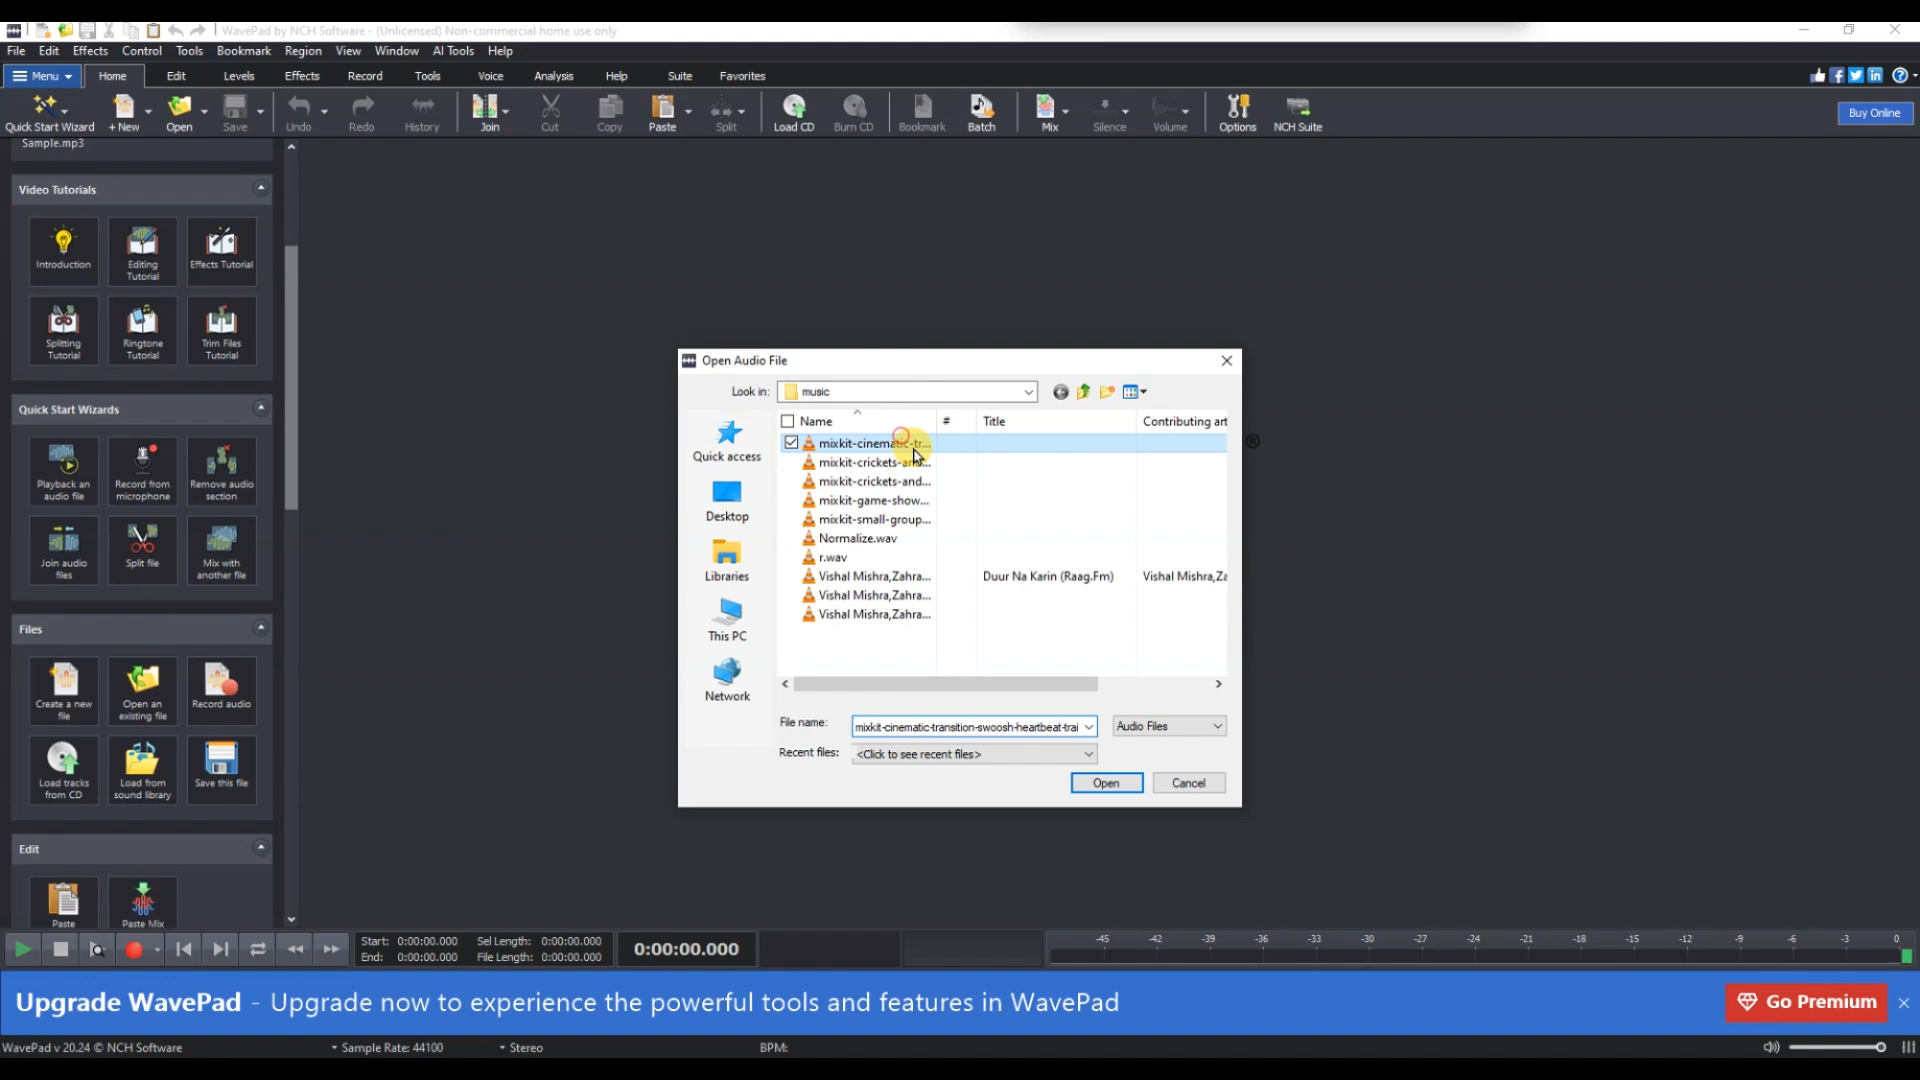 WavePad by NCH Software - (Unlicensed) Non-commercial home use only
File Edit Effects Control Tools Bookmark Region View Window AI Tools Help
Menu Home Edit Levels Effects Record Tools Voice Analysis Help Suite Favorites
Quick Start Wizard +New Open Save Undo Redo History Join Cut Copy Paste Split Load CD Burn CD Bookmark Batch Mix Silence Volume Options NCH Suite Buy Online
Sample.mp3
Video Tutorials
Introduction
Editing Tutorial
Effects Tutorial
Splitting Tutorial
Ringtone Tutorial
Trim Files Tutorial
Quick Start Wizards
Playback an audio file
Record from microphone
Remove audio section
Join audio files
Split file
Mix with another file
Files
Create a new file
Open an existing file
Record audio
Load tracks from CD
Load from sound library
Save this file
Edit
Paste
Paste Mix
Open Audio File
Look in: music
Name # Title Contributing art
Quick access
Desktop
Libraries
This PC
Network
mixkit-cinematic-tr...
mixkit-crickets-and...
mixkit-crickets-and...
mixkit-game-show...
mixkit-small-group...
Normalize.wav
r.wav
Vishal Mishra,Zahra... Duur Na Karin (Raag.Fm) Vishal Mishra,Za
Vishal Mishra,Zahra...
Vishal Mishra,Zahra...
File name: mixkit-cinematic-transition-swoosh-heartbeat-trai Audio Files
Recent files: <Click to see recent files>
Open Cancel
Start: 0:00:00.000 Sel Length: 0:00:00.000
End: 0:00:00.000 File Length: 0:00:00.000
0:00:00.000
-45 -42 -39 -36 -33 -30 -27 -24 -21 -18 -15 -12 -9 -6 -3 0
Upgrade WavePad - Upgrade now to experience the powerful tools and features in WavePad
Go Premium
WavePad v 20.24 © NCH Software Sample Rate: 44100 Stereo BPM: